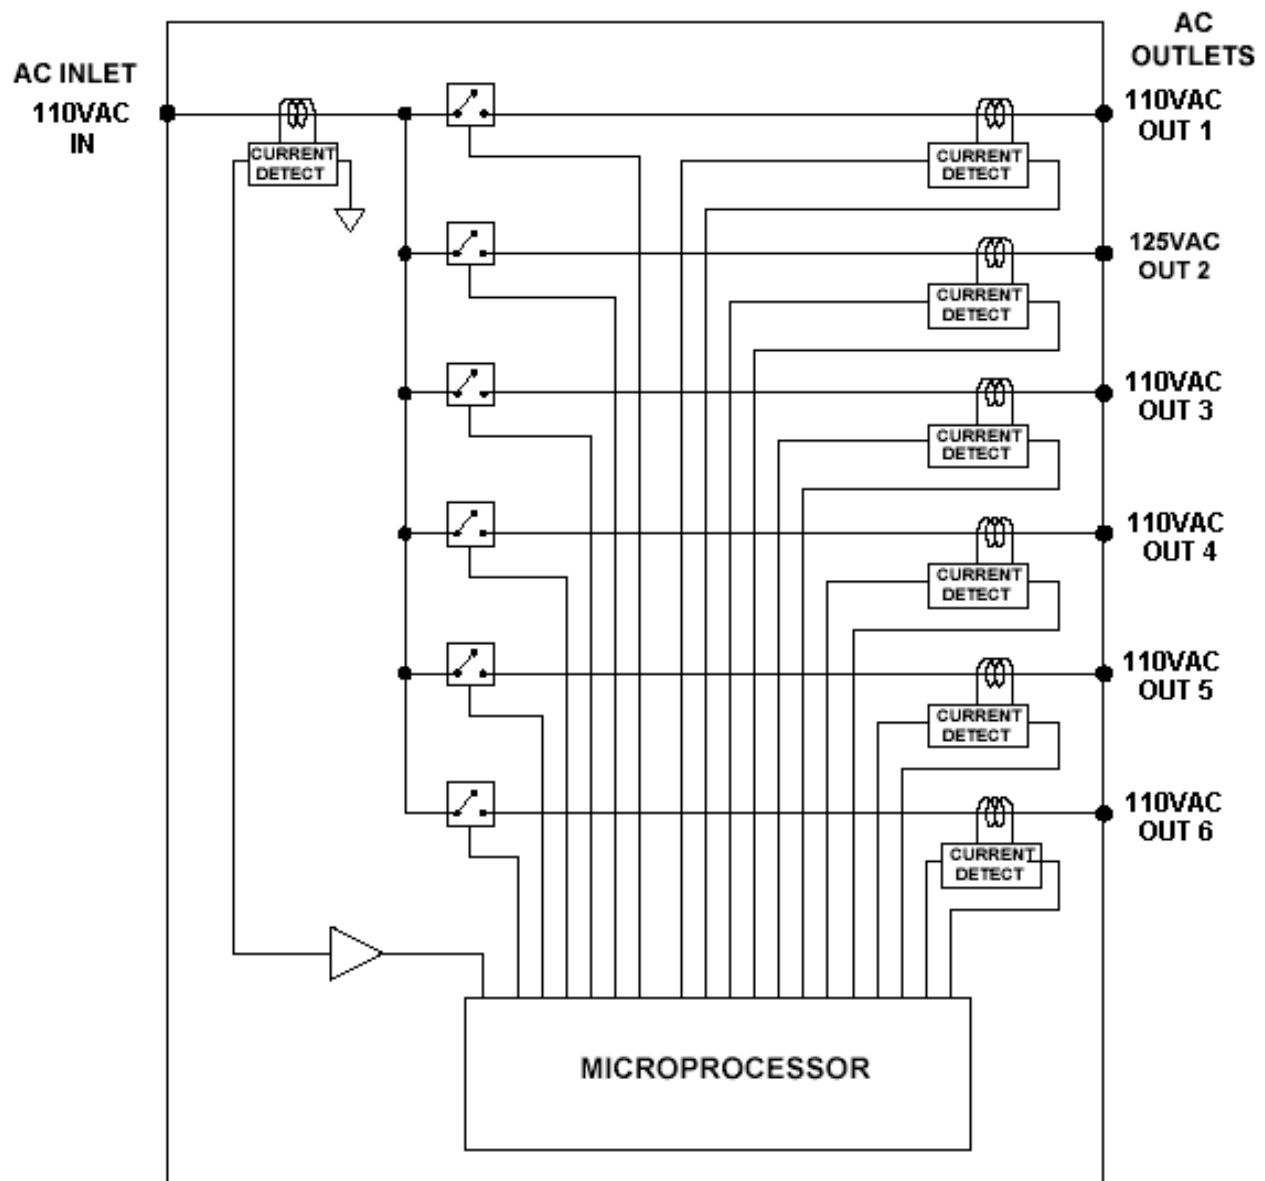 AC
OUTLETS
AC INLET
110VAC
IN
CURRENT
DETECT
110VAC
OUT 1
CURRENT
DETECT
125VAC
OUT 2
CURRENT
DETECT
110VAC
OUT 3
CURRENT
DETECT
110VAC
OUT 4
CURRENT
DETECT
110VAC
OUT 5
CURRENT
DETECT
110VAC
OUT 6
CURRENT
DETECT
MICROPROCESSOR